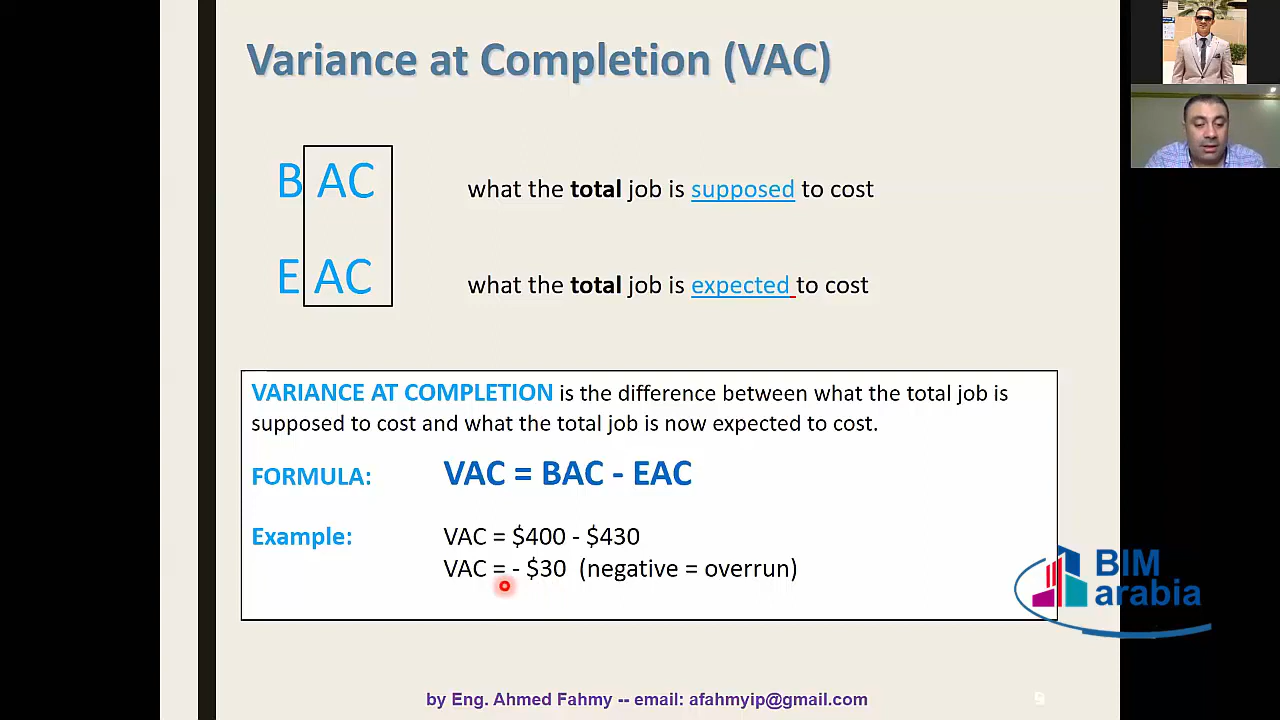 Variance at Completion (VAC)
BAC what the total job is supposed to cost
EAC what the total job is expected to cost
VARIANCE AT COMPLETION is the difference between what the total job is
supposed to cost and what the total job is now expected to cost.
FORMULA: VAC = BAC - EAC
Example: VAC = $400 - $430
VAC = - $30 (negative = overrun)
BIM
arabia
by Eng. Ahmed Fahmy -- email: afahmyip@gmail.com